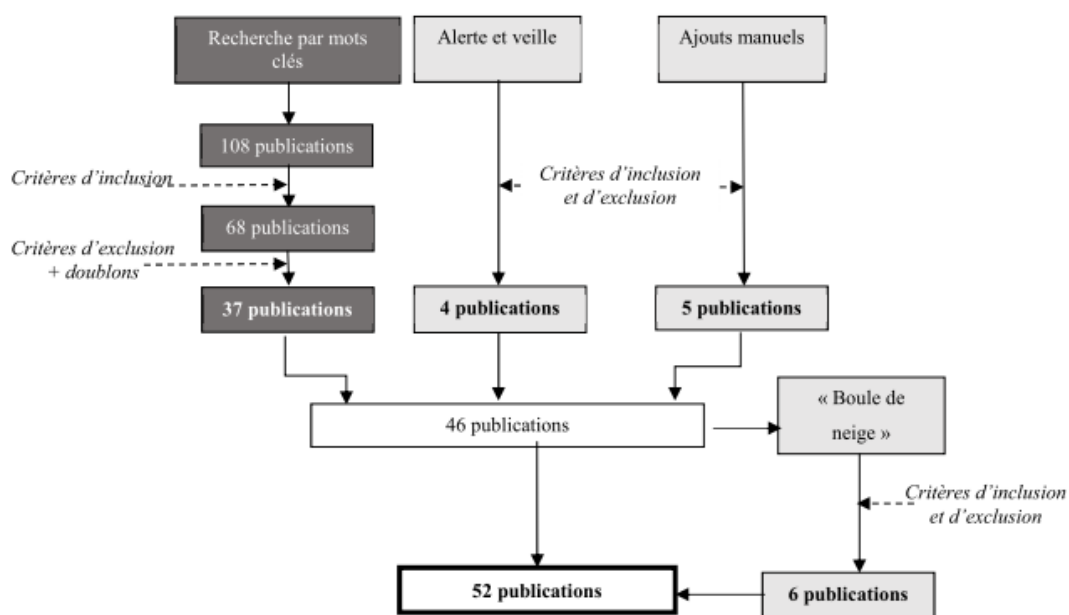 Recherche par mots
clés
Alerte et veille
Ajouts manuels
108 publications
Critères d'inclusion
Critères d'inclusion
et d'exclusion
68 publications
Critères d'exclusion
+ doublons
37 publications
4 publications
5 publications
46 publications
« Boule de
neige »
Critères d'inclusion
et d'exclusion
52 publications
6 publications